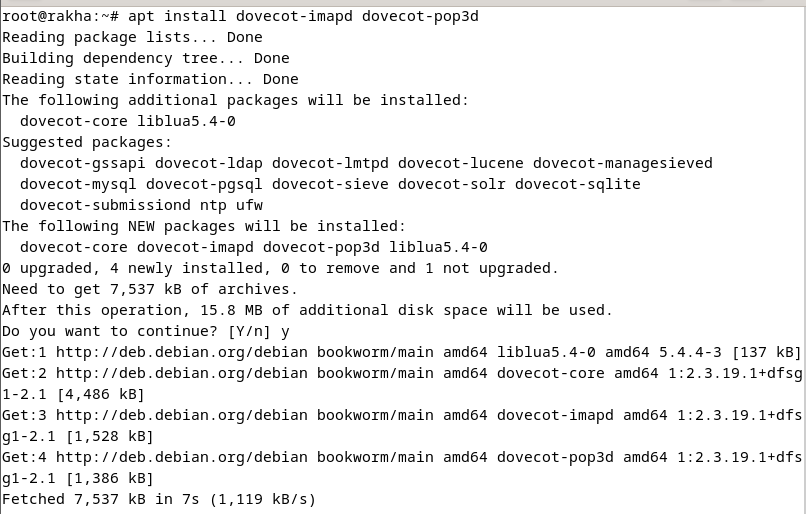 root@rakha:~# apt install dovecot-imapd dovecot-pop3d
Reading package lists... Done
Building dependency tree... Done
Reading state information... Done
The following additional packages will be installed:
  dovecot-core liblua5.4-0
Suggested packages:
  dovecot-gssapi dovecot-ldap dovecot-lmtpd dovecot-lucene dovecot-managesieved
  dovecot-mysql dovecot-pgsql dovecot-sieve dovecot-solr dovecot-sqlite
  dovecot-submissiond ntp ufw
The following NEW packages will be installed:
  dovecot-core dovecot-imapd dovecot-pop3d liblua5.4-0
0 upgraded, 4 newly installed, 0 to remove and 1 not upgraded.
Need to get 7,537 kB of archives.
After this operation, 15.8 MB of additional disk space will be used.
Do you want to continue? [Y/n] y
Get:1 http://deb.debian.org/debian bookworm/main amd64 liblua5.4-0 amd64 5.4.4-3 [137 kB]
Get:2 http://deb.debian.org/debian bookworm/main amd64 dovecot-core amd64 1:2.3.19.1+dfsg
1-2.1 [4,486 kB]
Get:3 http://deb.debian.org/debian bookworm/main amd64 dovecot-imapd amd64 1:2.3.19.1+dfs
g1-2.1 [1,528 kB]
Get:4 http://deb.debian.org/debian bookworm/main amd64 dovecot-pop3d amd64 1:2.3.19.1+dfs
g1-2.1 [1,386 kB]
Fetched 7,537 kB in 7s (1,119 kB/s)